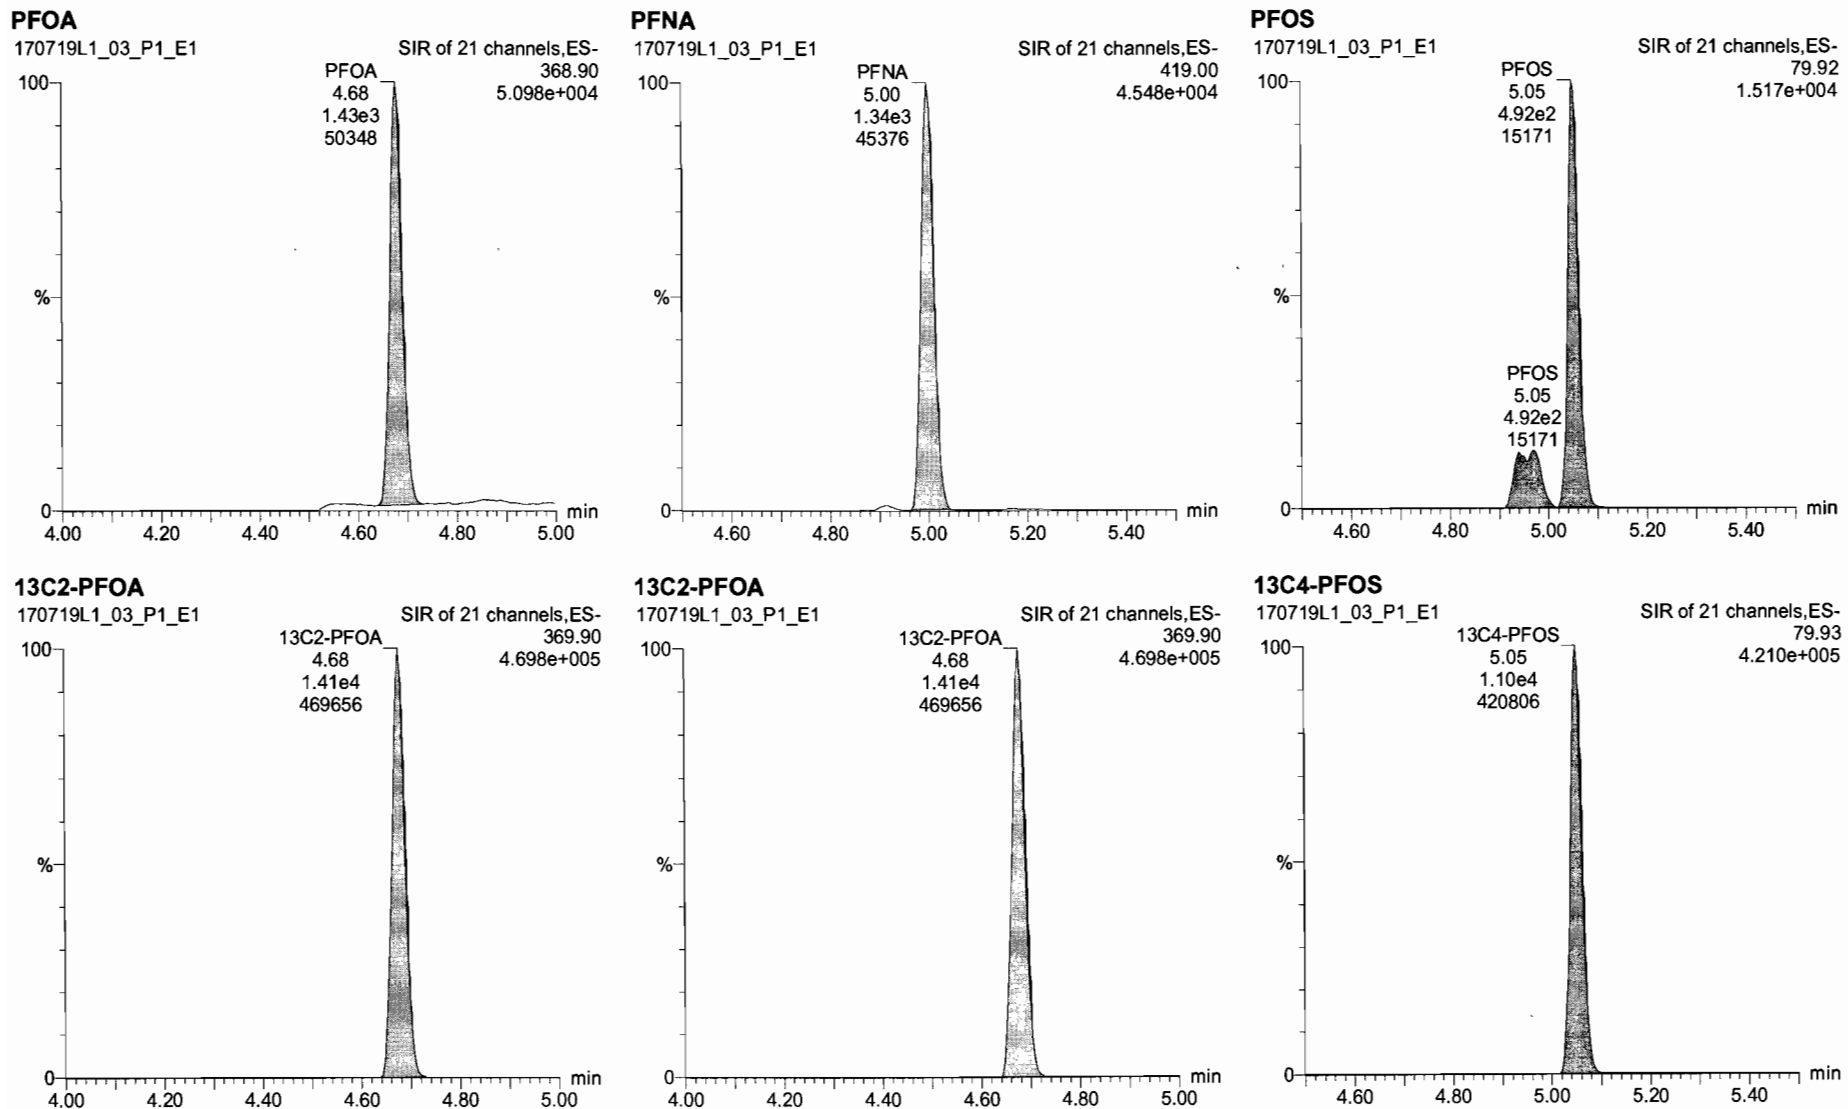 PFOA
170719L1_03_P1_E1
SIR of 21 channels,ES-
368.90
5.098e+004
PFOA
4.68
1.43e3
50348
100
%
0
min
4.00 4.20 4.40 4.60 4.80 5.00
PFNA
170719L1_03_P1_E1
SIR of 21 channels,ES-
419.00
4.548e+004
PFNA
5.00
1.34e3
45376
100
%
0
min
4.60 4.80 5.00 5.20 5.40
PFOS
170719L1_03_P1_E1
SIR of 21 channels,ES-
79.92
1.517e+004
PFOS
5.05
4.92e2
15171
100
%
PFOS
5.05
4.92e2
15171
0
min
4.60 4.80 5.00 5.20 5.40
13C2-PFOA
170719L1_03_P1_E1
SIR of 21 channels,ES-
369.90
4.698e+005
13C2-PFOA
4.68
1.41e4
469656
100
%
0
min
4.00 4.20 4.40 4.60 4.80 5.00
13C2-PFOA
170719L1_03_P1_E1
SIR of 21 channels,ES-
369.90
4.698e+005
13C2-PFOA
4.68
1.41e4
469656
100
%
0
min
4.00 4.20 4.40 4.60 4.80 5.00
13C4-PFOS
170719L1_03_P1_E1
SIR of 21 channels,ES-
79.93
4.210e+005
13C4-PFOS
5.05
1.10e4
420806
100
%
0
min
4.60 4.80 5.00 5.20 5.40